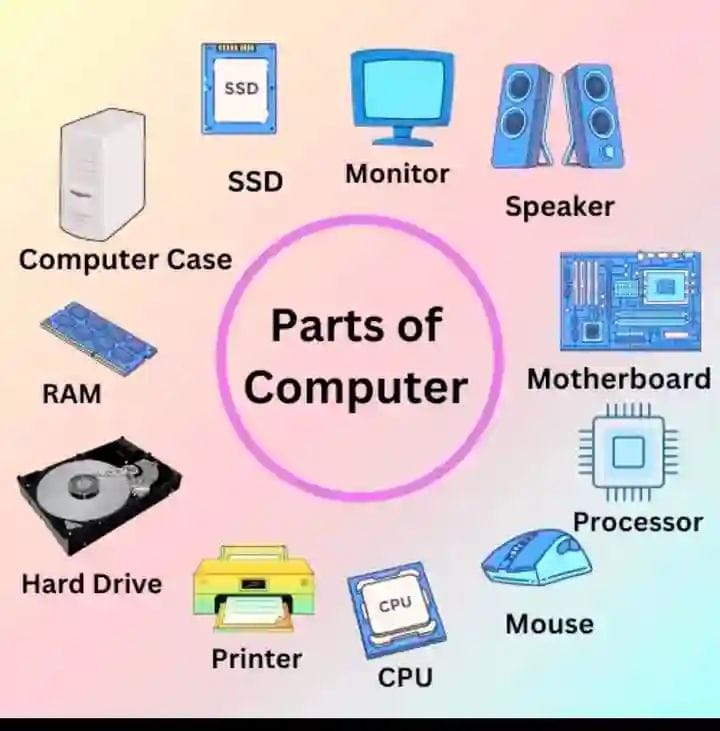 SSD
SSD
Monitor
Speaker
Computer Case
Parts of
Computer
Motherboard
RAM
Processor
Hard Drive
Mouse
Printer
CPU
CPU